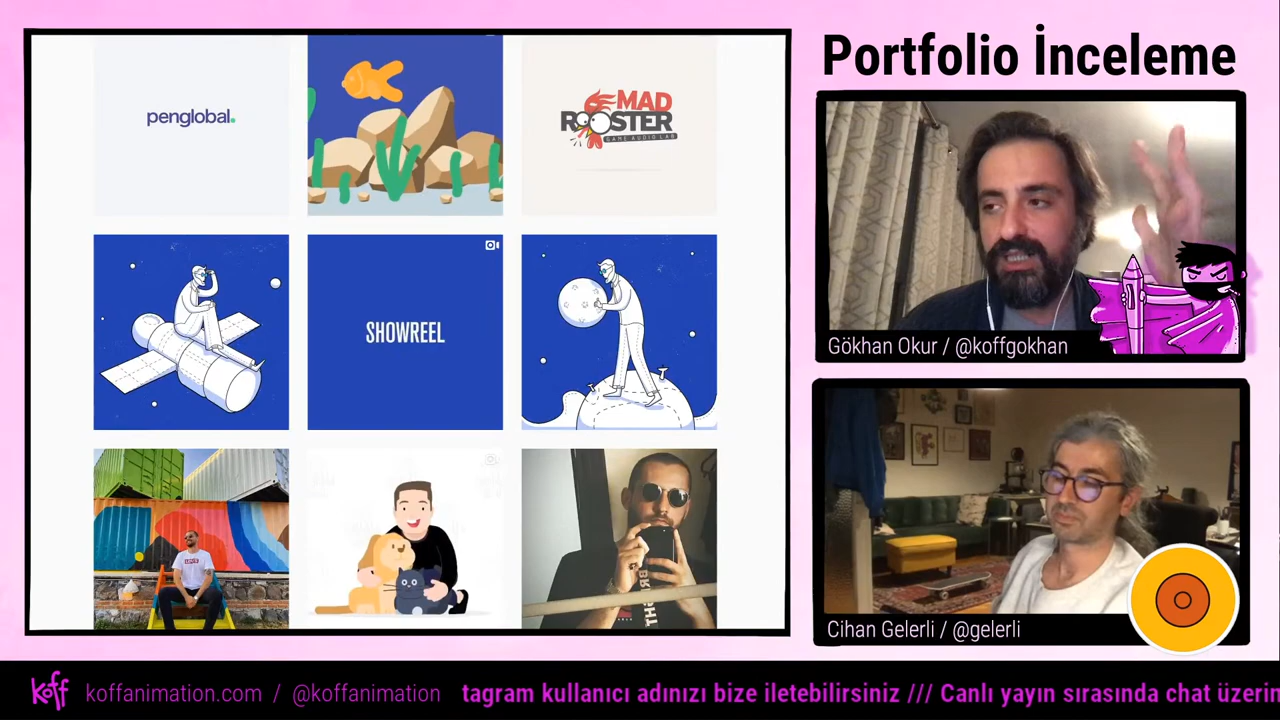 penglobal.
MAD
ROOSTER
GAME AUDIO LAB
SHOWREEL
Portfolio İnceleme
Gökhan Okur / @koffgokhan
Cihan Gelerli / @gelerli
koff koffanimation.com / @koffanimation tagram kullanıcı adınızı bize iletebilirsiniz /// Canlı yayın sırasında chat üzerin